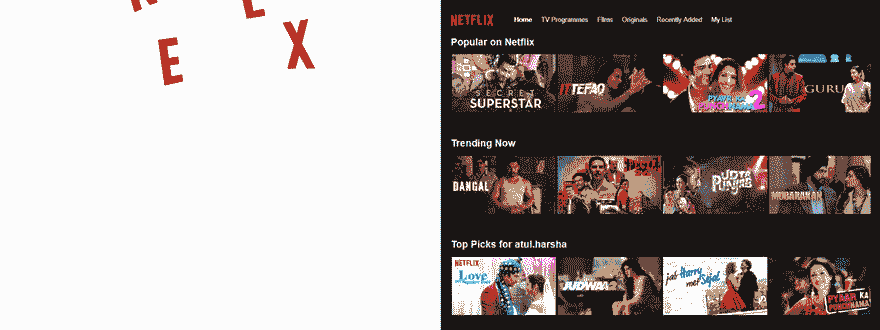 N L
E X
NETFLIX Home TV Programmes Films Originals Recently Added My List
Popular on Netflix
SECRET SUPERSTAR
ITTEFAQ
PYAAR KA 2
GURU
Trending Now
DANGAL
UDTA PUNJAB
MUBARAKAN
Top Picks for atul.harsha
NETFLIX
Love
JUDWAA 2
jab Harry met Sejal
PYAAR KA PUNCHNAMA